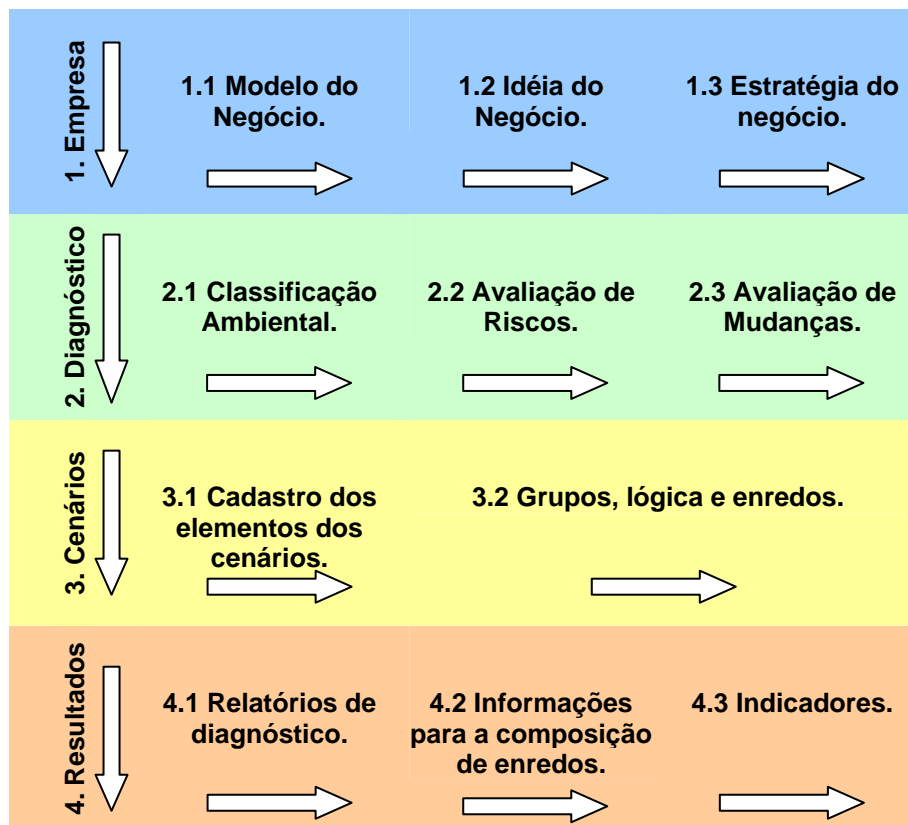 1. Empresa
1.1 Modelo do
Negócio.
1.2 Idéia do
Negócio.
1.3 Estratégia do
negócio.
2. Diagnóstico
2.1 Classificação
Ambiental.
2.2 Avaliação de
Riscos.
2.3 Avaliação de
Mudanças.
3. Cenários
3.1 Cadastro dos
elementos dos
cenários.
3.2 Grupos, lógica e enredos.
4. Resultados
4.1 Relatórios de
diagnóstico.
4.2 Informações
para a composição
de enredos.
4.3 Indicadores.